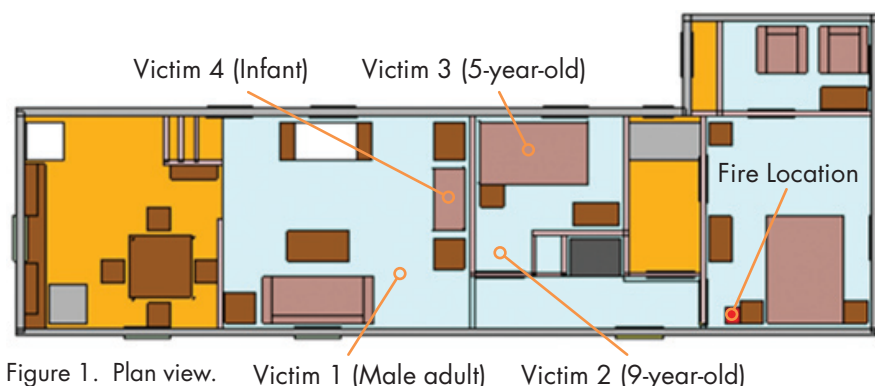 Victim 4 (Infant) Victim 3 (5-year-old)
Fire Location
Figure 1. Plan view. Victim 1 (Male adult) Victim 2 (9-year-old)